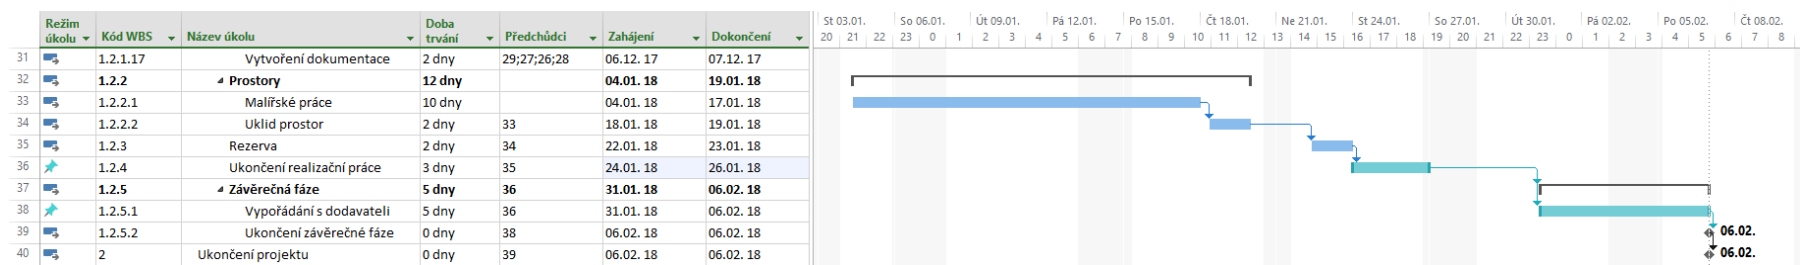 Režim úkolu Kód WBS Název úkolu Doba trvání Předchůdci Zahájení Dokončení
St 03.01. So 06.01. Út 09.01. Pá 12.01. Po 15.01. Čt 18.01. Ne 21.01. St 24.01. So 27.01. Út 30.01. Pá 02.02. Po 05.02. Čt 08.02.
20 21 22 23 0 1 2 3 4 5 6 7 8 9 10 11 12 13 14 15 16 17 18 19 20 21 22 23 0 1 2 3 4 5 6 7 8
31 1.2.1.17 Vytvoření dokumentace 2 dny 29;27;26;28 06.12. 17 07.12. 17
32 1.2.2 Prostory 12 dny 04.01. 18 19.01. 18
33 1.2.2.1 Malířské práce 10 dny 04.01. 18 17.01. 18
34 1.2.2.2 Uklid prostor 2 dny 33 18.01. 18 19.01. 18
35 1.2.3 Rezerva 2 dny 34 22.01. 18 23.01. 18
36 1.2.4 Ukončení realizační práce 3 dny 35 24.01. 18 26.01. 18
37 1.2.5 Závěrečná fáze 5 dny 36 31.01. 18 06.02. 18
38 1.2.5.1 Vypořádání s dodavateli 5 dny 36 31.01. 18 06.02. 18
39 1.2.5.2 Ukončení závěrečné fáze 0 dny 38 06.02. 18 06.02. 18 06.02.
40 2 Ukončení projektu 0 dny 39 06.02. 18 06.02. 18 06.02.